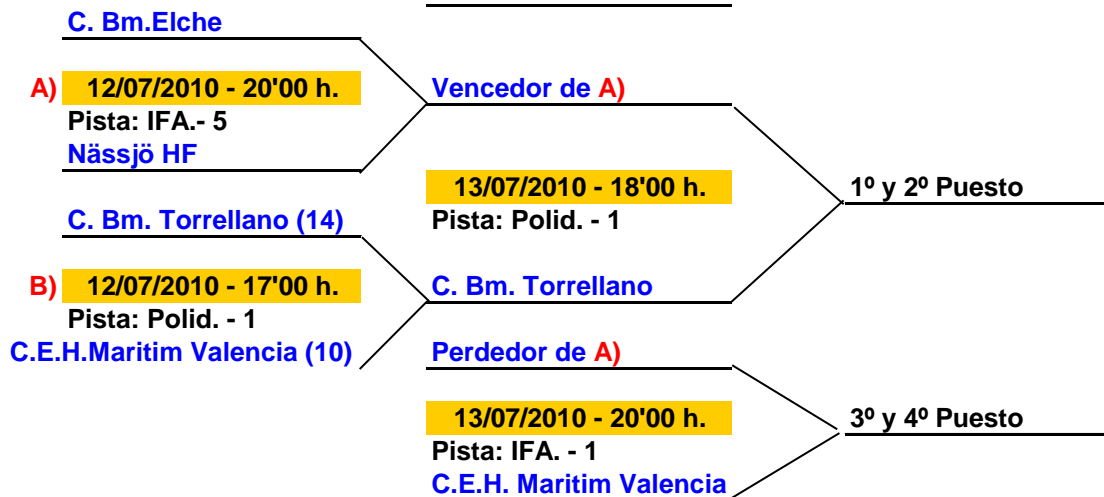 C. Bm.Elche
A) 12/07/2010 - 20'00 h.
Pista: IFA.- 5
Nässjö HF
C. Bm. Torrellano (14)
B) 12/07/2010 - 17'00 h.
Pista: Polid. - 1
C.E.H.Maritim Valencia (10)
Vencedor de A)
13/07/2010 - 18'00 h.
Pista: Polid. - 1
C. Bm. Torrellano
Perdedor de A)
13/07/2010 - 20'00 h.
Pista: IFA. - 1
C.E.H. Maritim Valencia
1º y 2º Puesto
3º y 4º Puesto